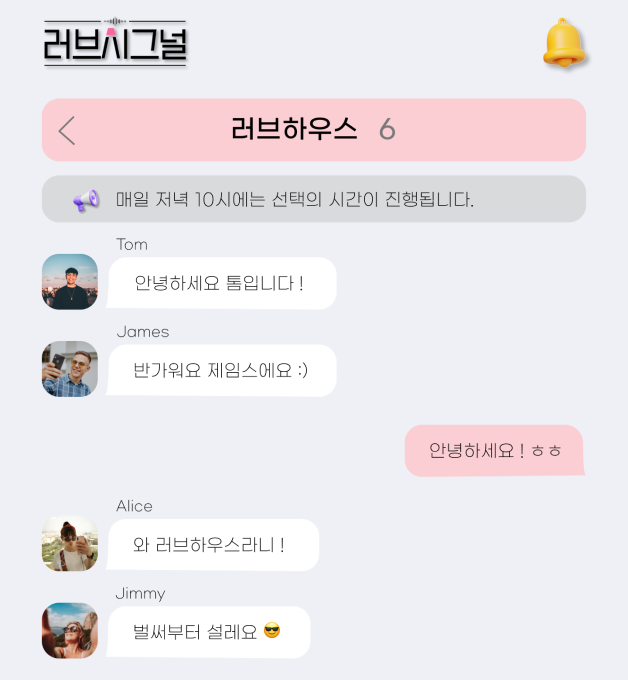 러브시그널
러브하우스 6
매일 저녁 10시에는 선택의 시간이 진행됩니다.
Tom
안녕하세요 톰입니다 !
James
반가워요 제임스에요 :)
안녕하세요 ! ㅎㅎ
Alice
와 러브하우스라니 !
Jimmy
벌써부터 설레요 😎